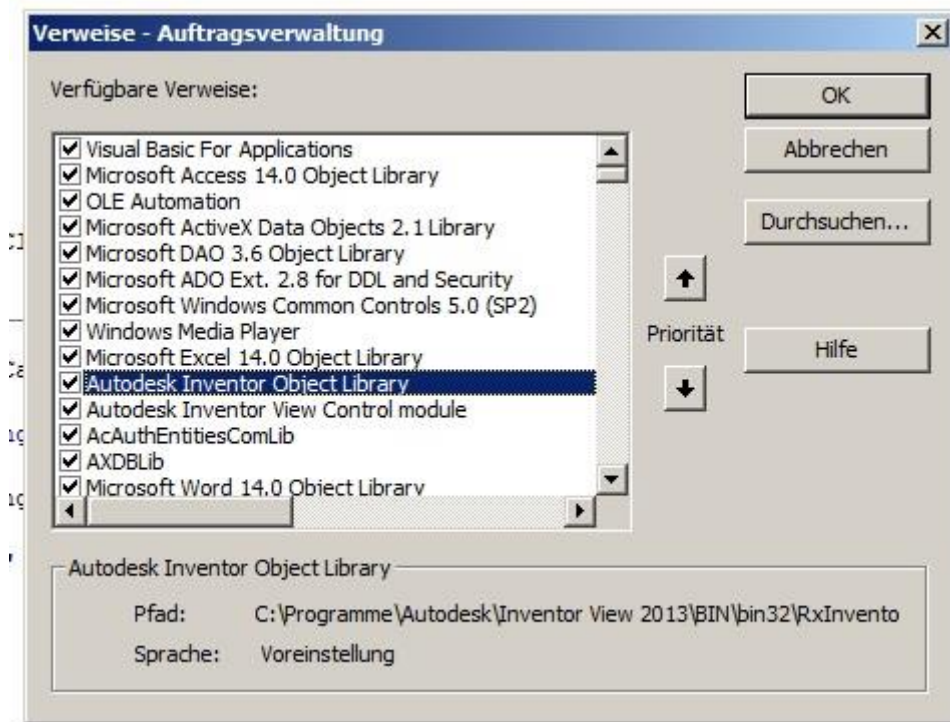 Verweise - Auftragsverwaltung
Verfügbare Verweise:
OK
Abbrechen
Durchsuchen...
Hilfe
Visual Basic For Applications
Microsoft Access 14.0 Object Library
OLE Automation
Microsoft ActiveX Data Objects 2.1 Library
Microsoft DAO 3.6 Object Library
Microsoft ADO Ext. 2.8 for DDL and Security
Microsoft Windows Common Controls 5.0 (SP2)
Windows Media Player
Microsoft Excel 14.0 Object Library
Autodesk Inventor Object Library
Autodesk Inventor View Control module
AcAuthEntitiesComLib
AXDBLib
Microsoft Word 14.0 Object Library
Priorität
Autodesk Inventor Object Library
Pfad: C:\Programme\Autodesk\Inventor View 2013\BIN\bin32\RxInvento
Sprache: Voreinstellung